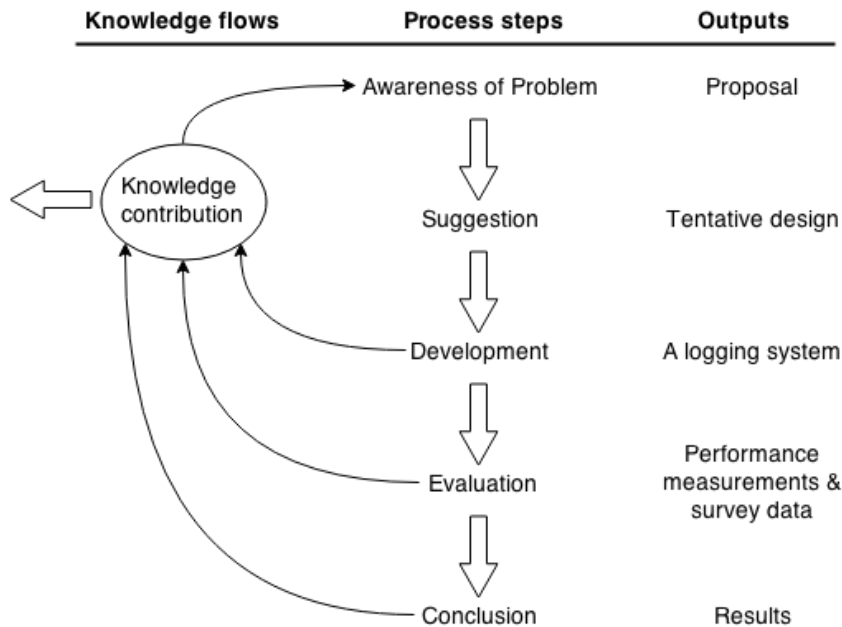 Knowledge flows
Process steps
Outputs
Awareness of Problem
Proposal
Knowledge
contribution
Suggestion
Tentative design
Development
A logging system
Evaluation
Performance
measurements &
survey data
Conclusion
Results